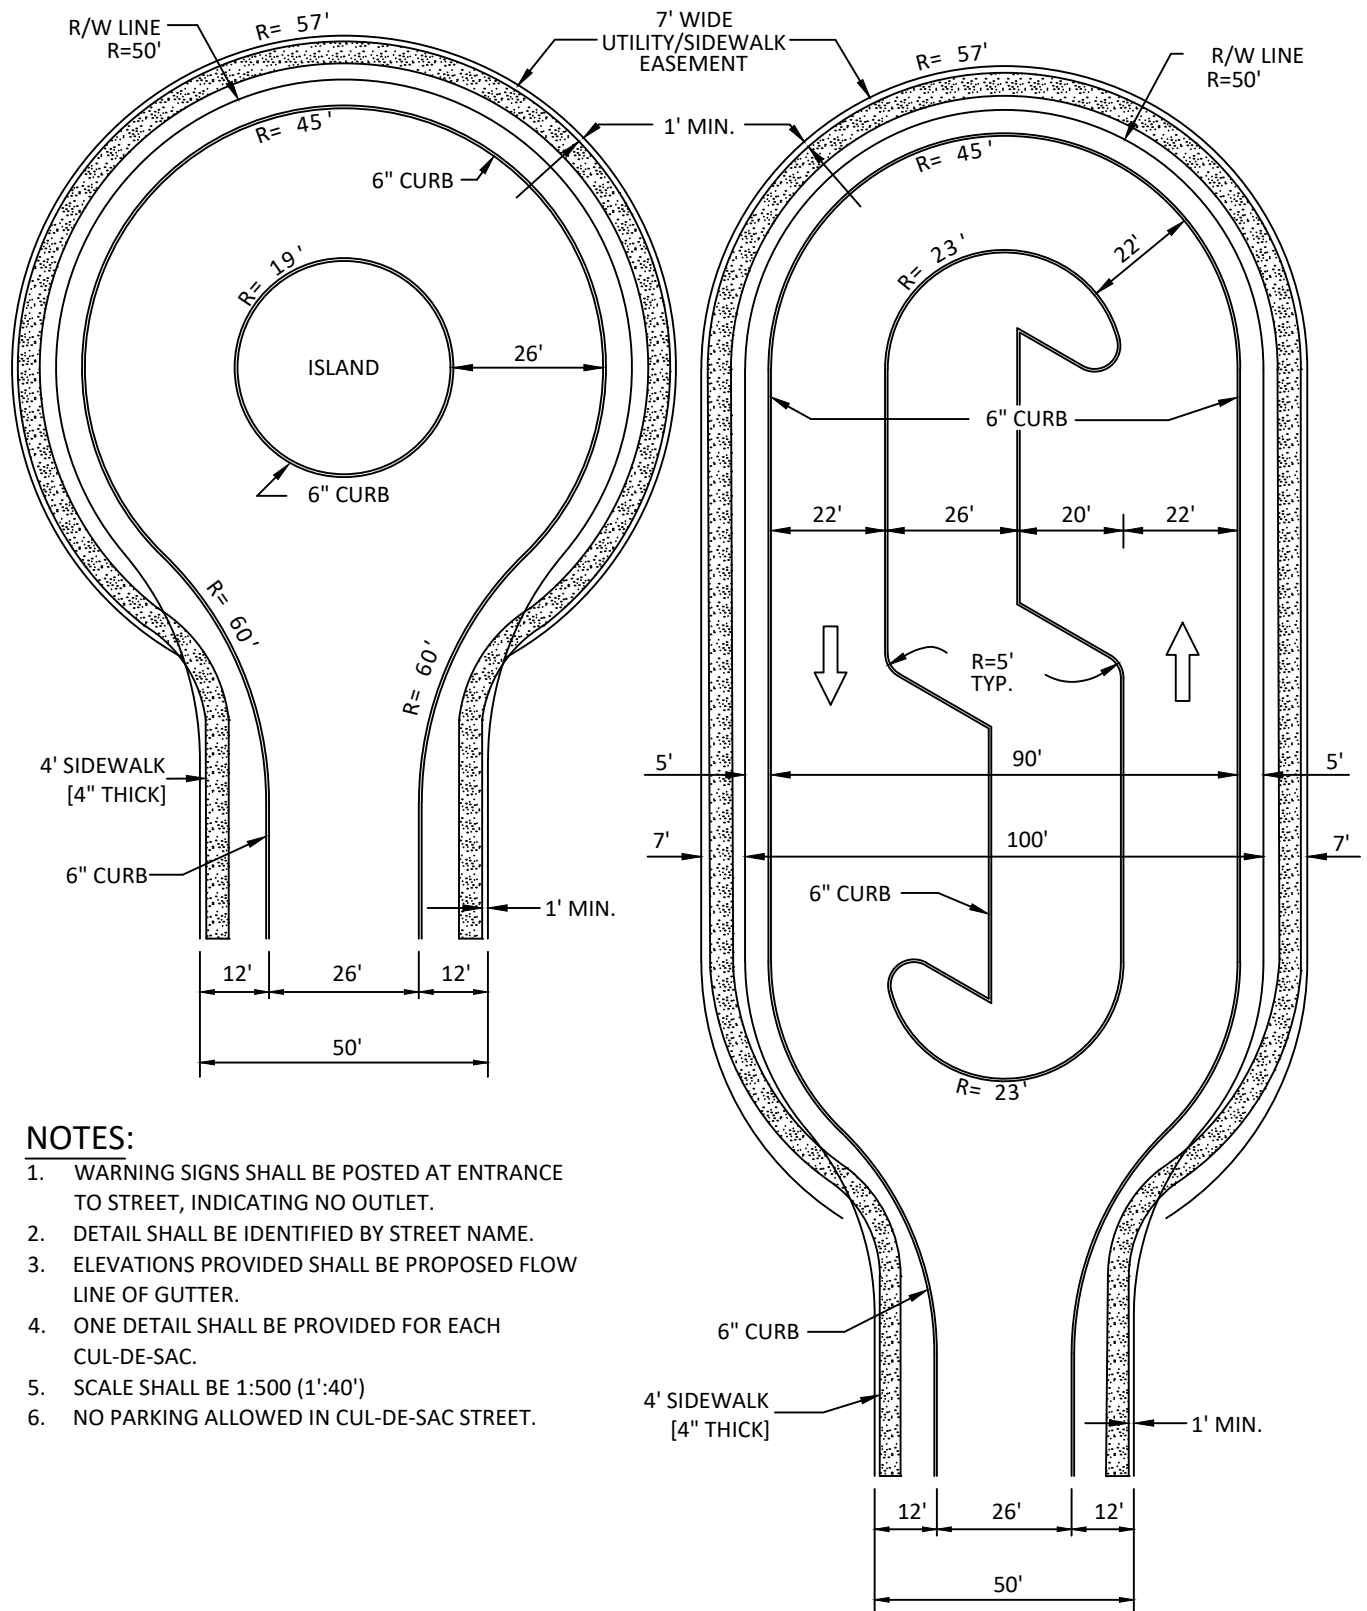 R/W LINE
R=50'
R= 57'
7' WIDE
UTILITY/SIDEWALK
EASEMENT
R= 57'
R/W LINE
R=50'
R= 45'
1' MIN.
R= 45'
6" CURB
R= 19'
ISLAND
26'
6" CURB
R= 23'
22'
6" CURB
22'
26'
20'
22'
R= 60'
R= 60'
R=5'
TYP.
4' SIDEWALK
[4" THICK]
6" CURB
1' MIN.
12'
26'
12'
50'
5'
90'
5'
7'
100'
7'
6" CURB
R= 23'
NOTES:
1. WARNING SIGNS SHALL BE POSTED AT ENTRANCE
TO STREET, INDICATING NO OUTLET.
2. DETAIL SHALL BE IDENTIFIED BY STREET NAME.
3. ELEVATIONS PROVIDED SHALL BE PROPOSED FLOW
LINE OF GUTTER.
4. ONE DETAIL SHALL BE PROVIDED FOR EACH
CUL-DE-SAC.
5. SCALE SHALL BE 1:500 (1':40')
6. NO PARKING ALLOWED IN CUL-DE-SAC STREET.
6" CURB
4' SIDEWALK
[4" THICK]
1' MIN.
12'
26'
12'
50'